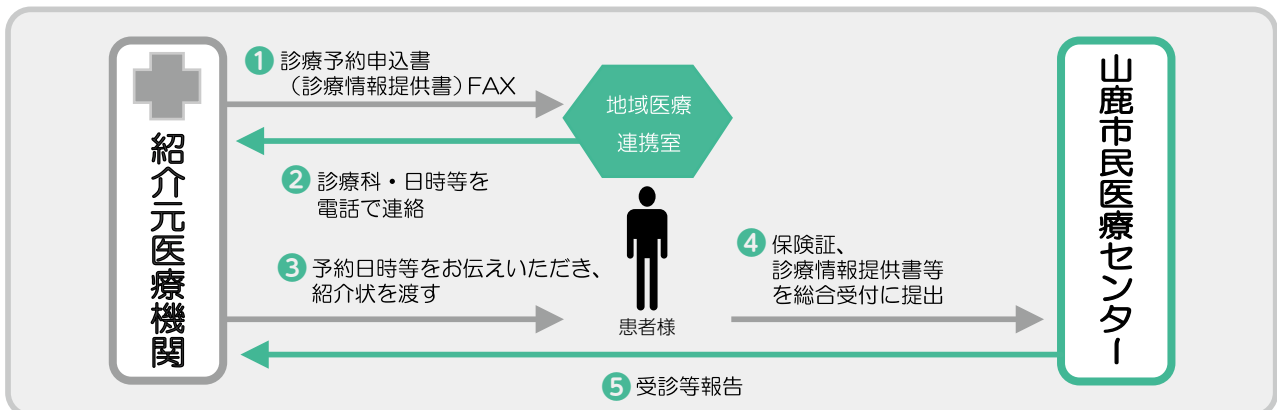 紹介元医療機関
❶ 診療予約申込書
（診療情報提供書）FAX
地域医療
連携室
❷ 診療科・日時等を
電話で連絡
❸ 予約日時等をお伝えいただき、
紹介状を渡す
患者様
❹ 保険証、
診療情報提供書等
を総合受付に提出
❺ 受診等報告
山鹿市民医療センター